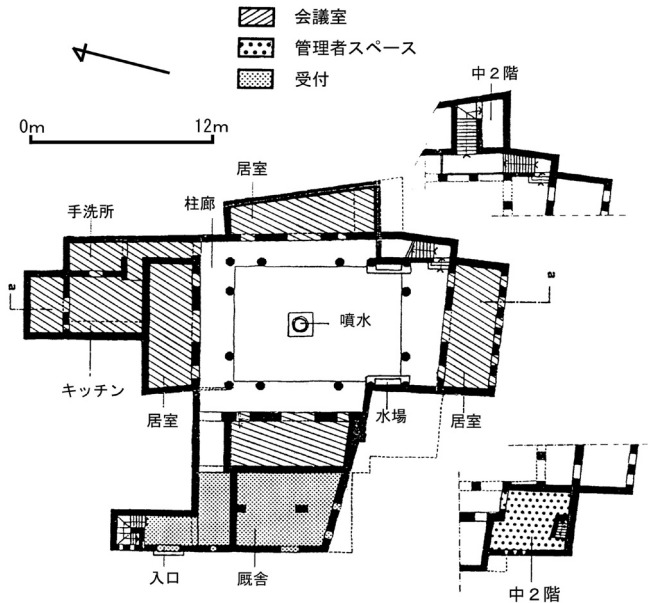 会議室
管理者スペース
受付
0m 12m
中2階
居室
柱廊
手洗所
a
a
噴水
キッチン
居室
水場
居室
入口
厩舎
中2階